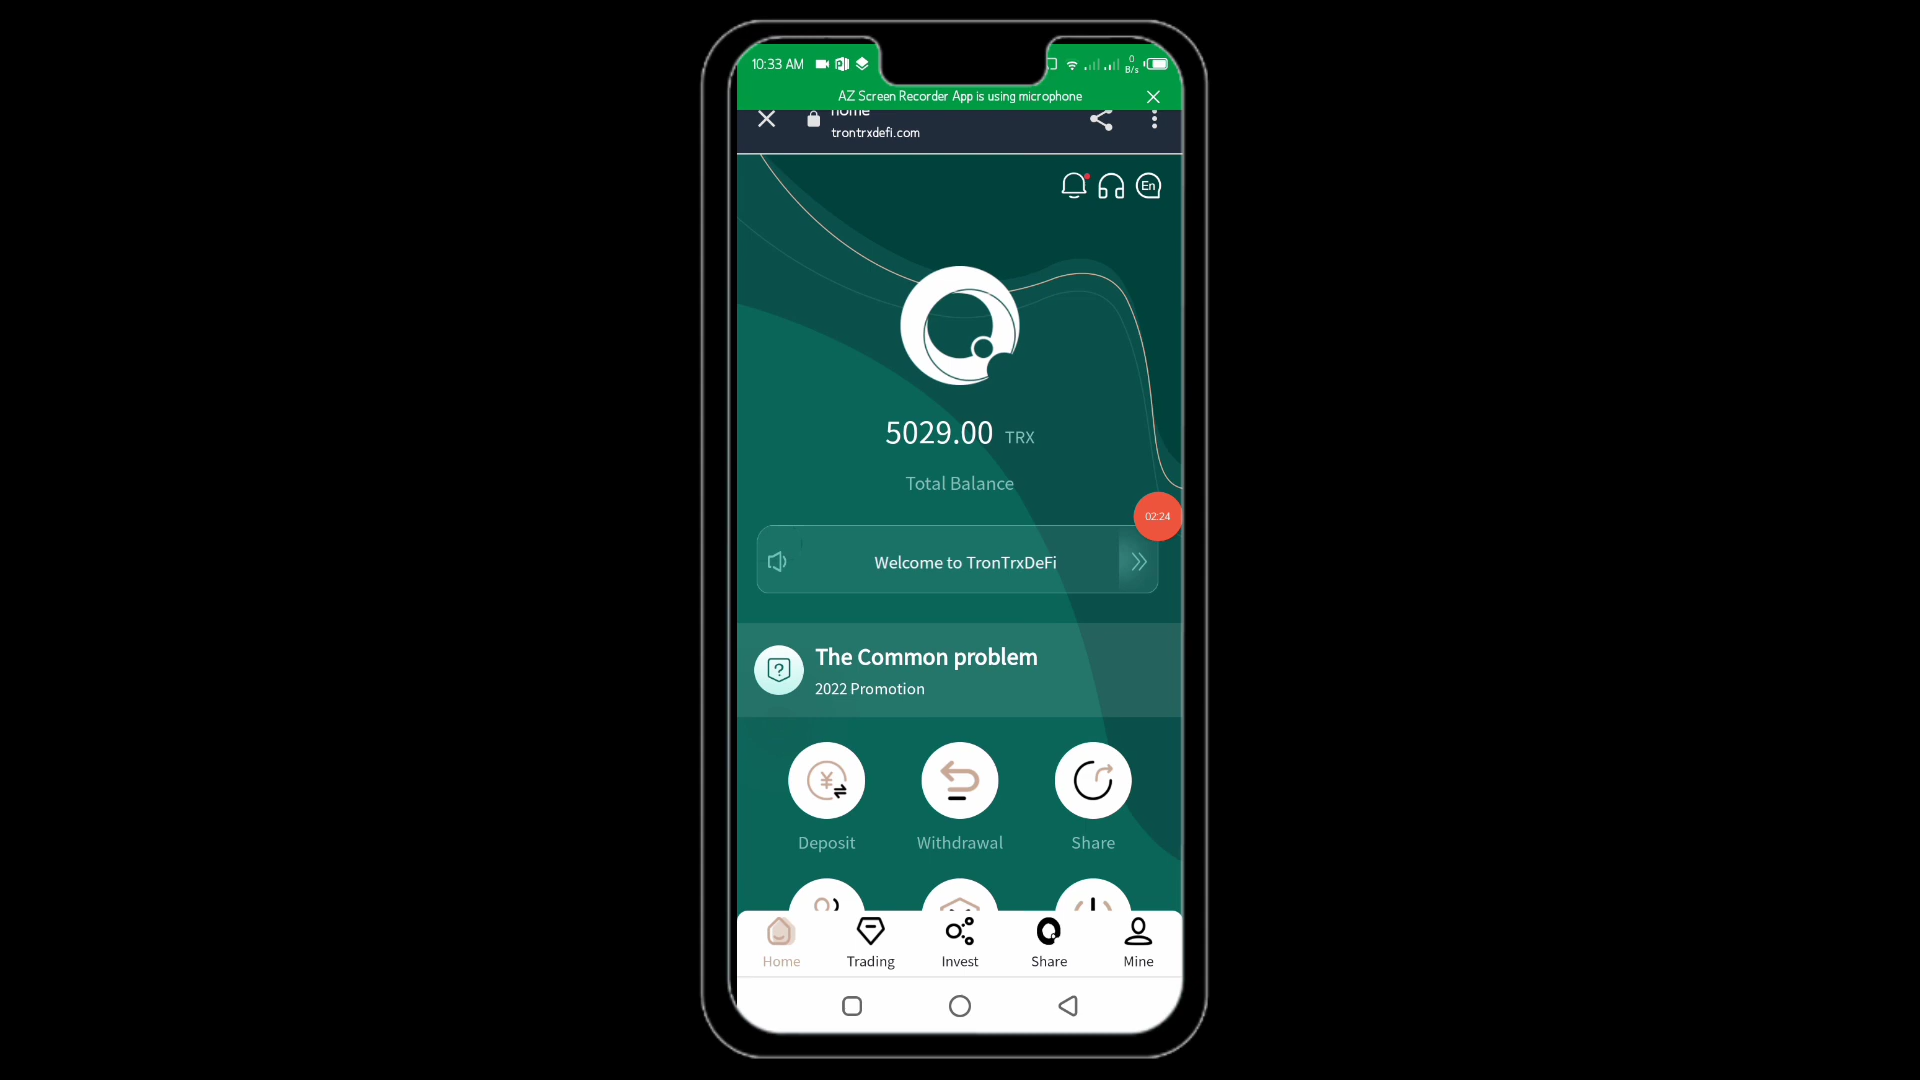 10:33 AM
0
B/s
AZ Screen Recorder App is using microphone
home
trontrxdefi.com
En
5029.00 TRX
Total Balance
02:24
Welcome to TronTrxDeFi
The Common problem
2022 Promotion
Deposit
Withdrawal
Share
Home
Trading
Invest
Share
Mine